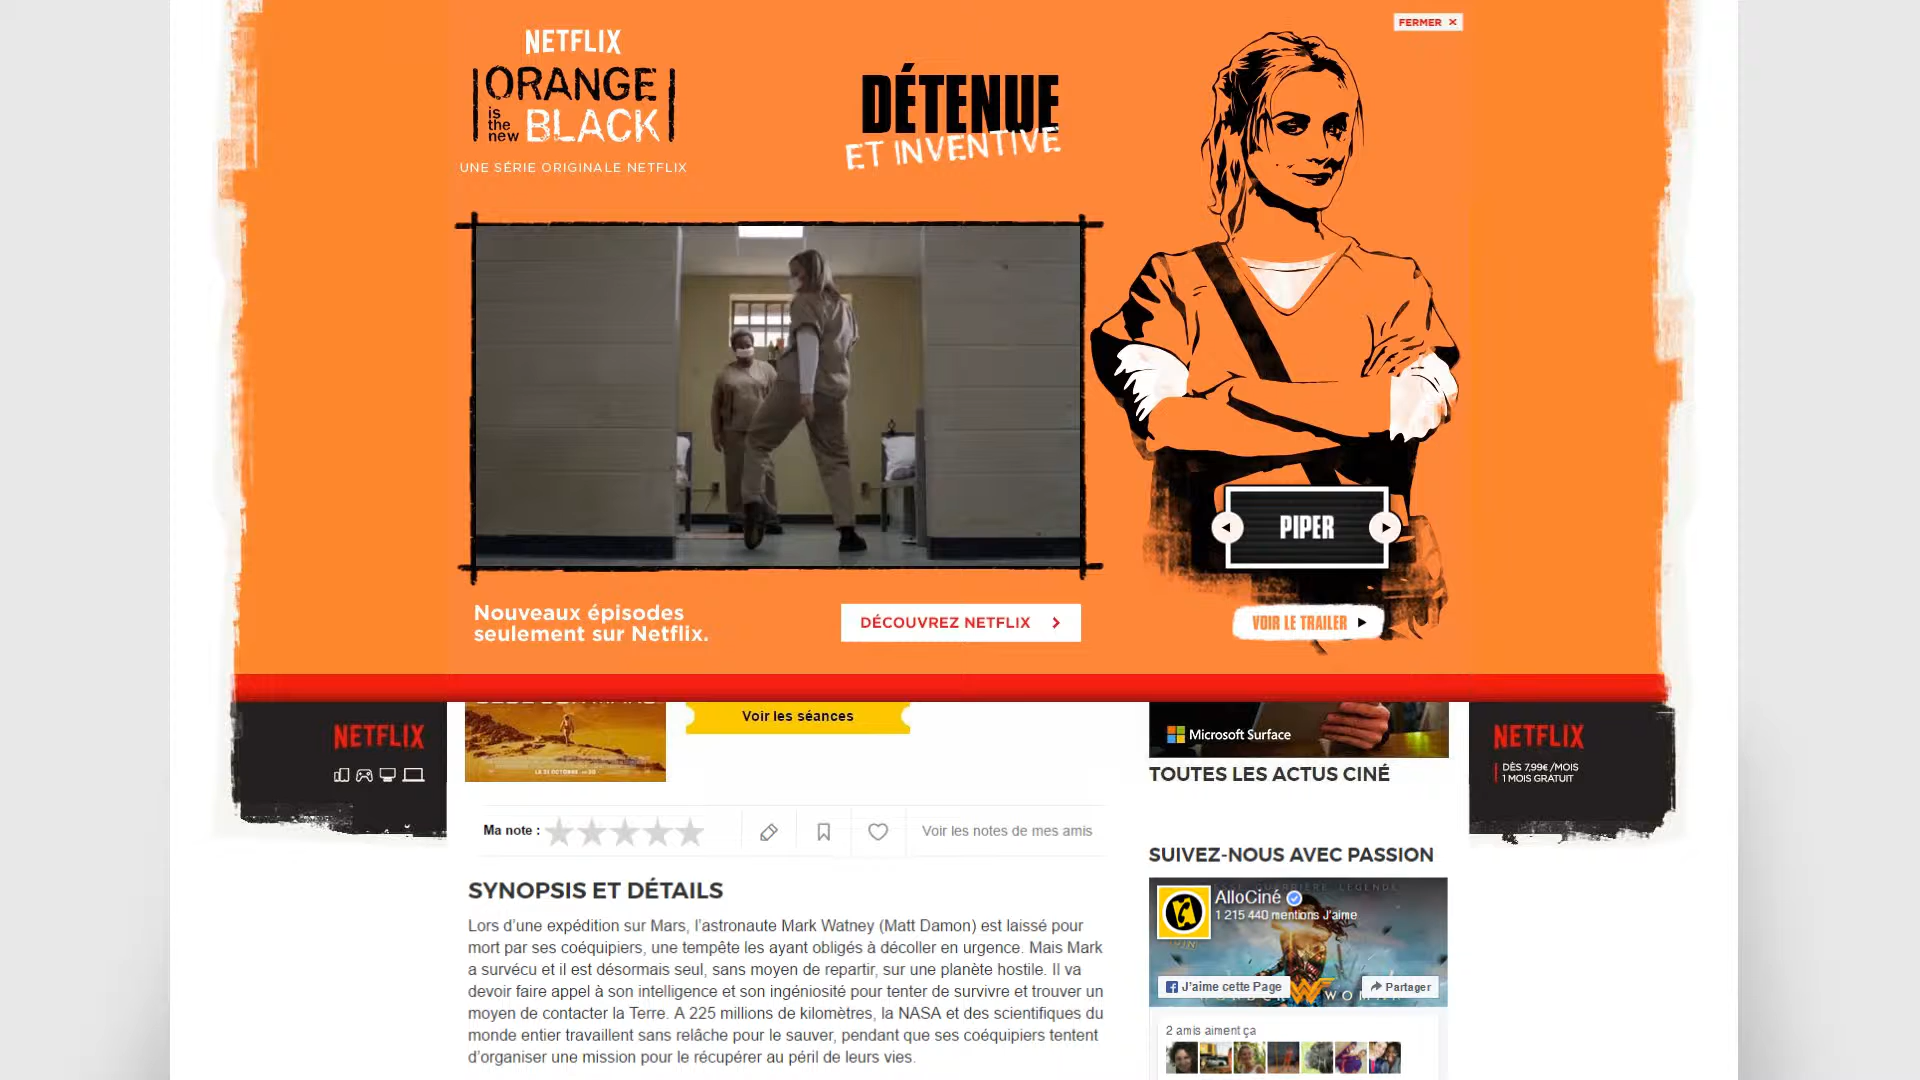 FERMER ✕
NETFLIX
ORANGE
is
the
new
BLACK
UNE SÉRIE ORIGINALE NETFLIX
DÉTENUE
ET INVENTIVE
PIPER
Nouveaux épisodes
seulement sur Netflix.
DÉCOUVREZ NETFLIX
VOIR LE TRAILER
NETFLIX
LE 21 OCTOBRE EN 3D
Voir les séances
Microsoft Surface
NETFLIX
DÈS 7,99€ /MOIS
1 MOIS GRATUIT
TOUTES LES ACTUS CINÉ
Ma note :
Voir les notes de mes amis
SUIVEZ-NOUS AVEC PASSION
AlloCiné
1 215 440 mentions J’aime
J’aime cette Page
Partager
2 amis aiment ça
SYNOPSIS ET DÉTAILS
Lors d’une expédition sur Mars, l’astronaute Mark Watney (Matt Damon) est laissé pour
mort par ses coéquipiers, une tempête les ayant obligés à décoller en urgence. Mais Mark
a survécu et il est désormais seul, sans moyen de repartir, sur une planète hostile. Il va
devoir faire appel à son intelligence et son ingéniosité pour tenter de survivre et trouver un
moyen de contacter la Terre. A 225 millions de kilomètres, la NASA et des scientifiques du
monde entier travaillent sans relâche pour le sauver, pendant que ses coéquipiers tentent
d’organiser une mission pour le récupérer au péril de leurs vies.